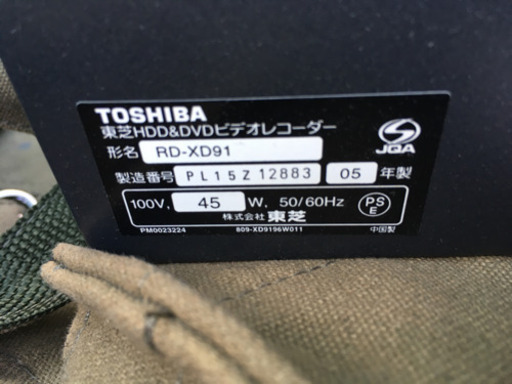 TOSHIBA
東芝HDD&DVDビデオレコーダー
形名 RD-XD91
製造番号 PL15Z12883 05 年製
JQA
100V, 45 W, 50/60Hz
PS
E
株式会社 東芝
PM0023224 809-XD9196W011 中国製